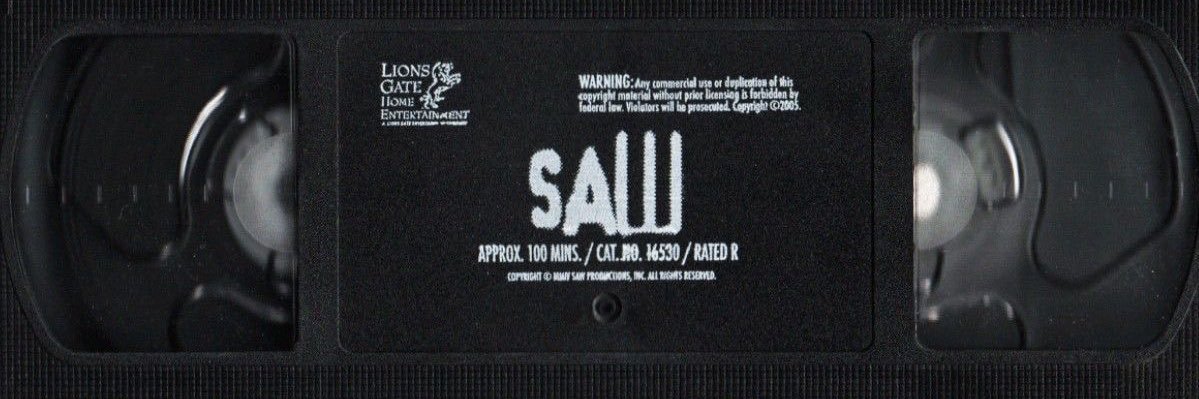 LIONS
GATE
HOME
ENTERTAINMENT
WARNING: Any commercial use or duplication of this
copyright material without prior licensing is forbidden by
federal law. Violators will be prosecuted. Copyright ©2005.
SAW
APPROX. 100 MINS. / CAT. NO. 16530 / RATED R
COPYRIGHT © MMIV SAW PRODUCTIONS, INC. ALL RIGHTS RESERVED.